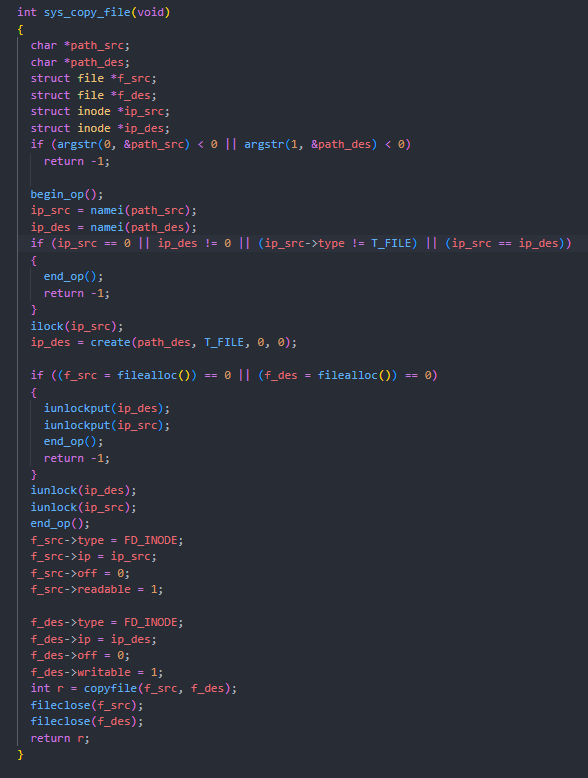 int sys_copy_file(void)
{
  char *path_src;
  char *path_des;
  struct file *f_src;
  struct file *f_des;
  struct inode *ip_src;
  struct inode *ip_des;
  if (argstr(0, &path_src) < 0 || argstr(1, &path_des) < 0)
    return -1;

  begin_op();
  ip_src = namei(path_src);
  ip_des = namei(path_des);
  if (ip_src == 0 || ip_des != 0 || (ip_src->type != T_FILE) || (ip_src == ip_des))
  {
    end_op();
    return -1;
  }
  ilock(ip_src);
  ip_des = create(path_des, T_FILE, 0, 0);

  if ((f_src = filealloc()) == 0 || (f_des = filealloc()) == 0)
  {
    iunlockput(ip_des);
    iunlockput(ip_src);
    end_op();
    return -1;
  }
  iunlock(ip_des);
  iunlock(ip_src);
  end_op();
  f_src->type = FD_INODE;
  f_src->ip = ip_src;
  f_src->off = 0;
  f_src->readable = 1;

  f_des->type = FD_INODE;
  f_des->ip = ip_des;
  f_des->off = 0;
  f_des->writable = 1;
  int r = copyfile(f_src, f_des);
  fileclose(f_src);
  fileclose(f_des);
  return r;
}